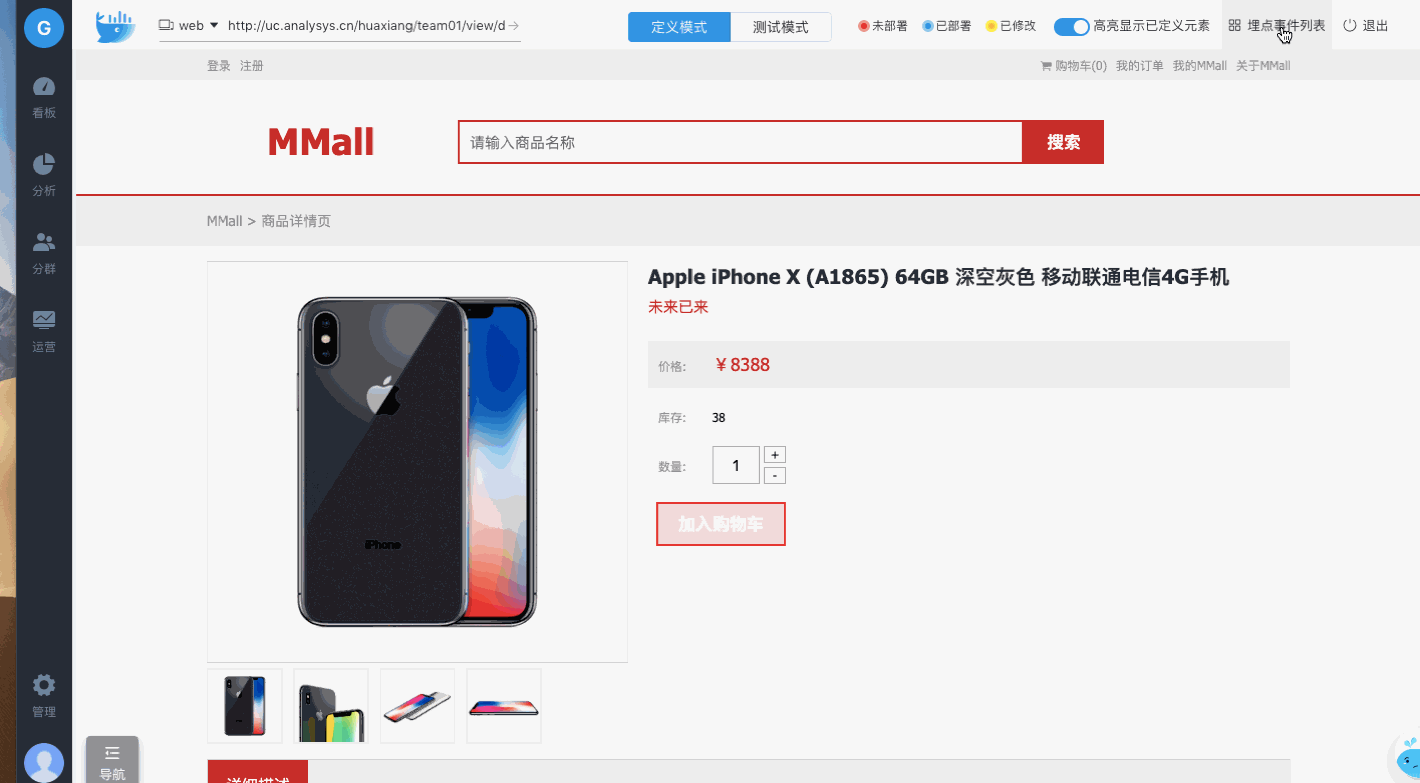 G
web
http://uc.analysys.cn/huaxiang/team01/view/d
定义模式
测试模式
未部署
已部署
已修改
高亮显示已定义元素
埋点事件列表
退出
看板
分析
分群
运营
管理
登录 注册
购物车(0) 我的订单 我的MMall 关于MMall
MMall
请输入商品名称
搜索
MMall > 商品详情页
Apple iPhone X (A1865) 64GB 深空灰色 移动联通电信4G手机
未来已来
价格:
￥8388
库存:
38
数量:
1
+
-
加入购物车
iPhone
导航
详细描述